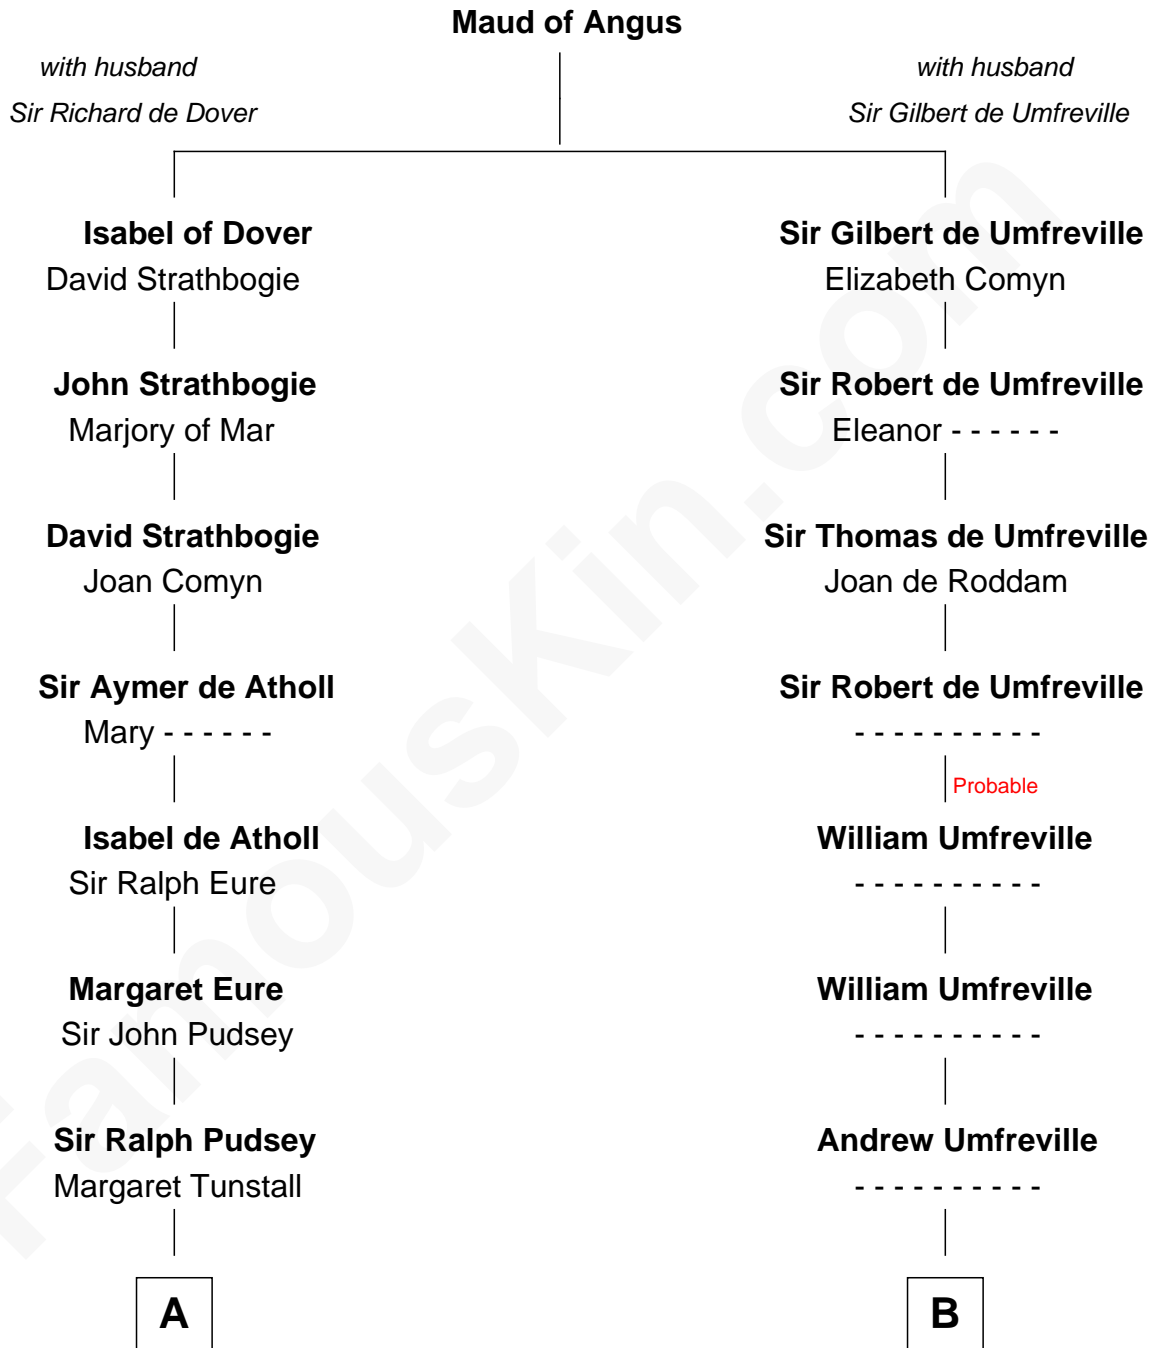 Maud of Angus
with husband
Sir Richard de Dover
with husband
Sir Gilbert de Umfreville
Isabel of Dover
David Strathbogie
John Strathbogie
Marjory of Mar
David Strathbogie
Joan Comyn
Sir Aymer de Atholl
Mary - - - - - -
Isabel de Atholl
Sir Ralph Eure
Margaret Eure
Sir John Pudsey
Sir Ralph Pudsey
Margaret Tunstall
A
Sir Gilbert de Umfreville
Elizabeth Comyn
Sir Robert de Umfreville
Eleanor - - - - - -
Sir Thomas de Umfreville
Joan de Roddam
Sir Robert de Umfreville
- - - - - - - - - -
Probable
William Umfreville
- - - - - - - - - -
William Umfreville
- - - - - - - - - -
Andrew Umfreville
- - - - - - - - - -
B
FamousKin.com